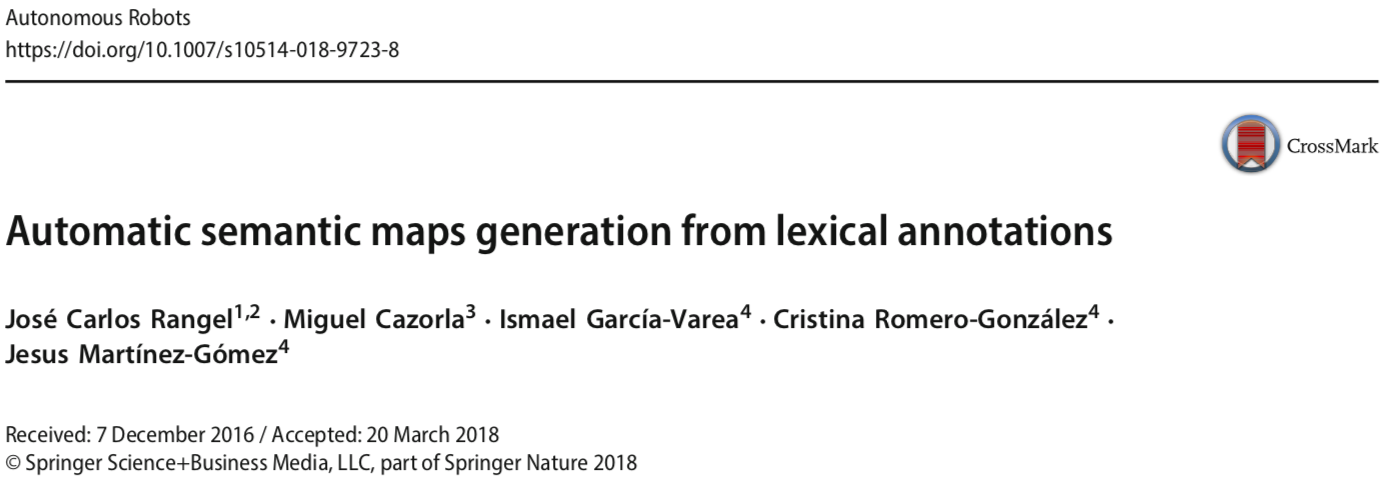 Autonomous Robots
https://doi.org/10.1007/s10514-018-9723-8
CrossMark
Automatic semantic maps generation from lexical annotations
José Carlos Rangel1,2 · Miguel Cazorla3 · Ismael García-Varea4 · Cristina Romero-González4 ·
Jesus Martínez-Gómez4
Received: 7 December 2016 / Accepted: 20 March 2018
© Springer Science+Business Media, LLC, part of Springer Nature 2018